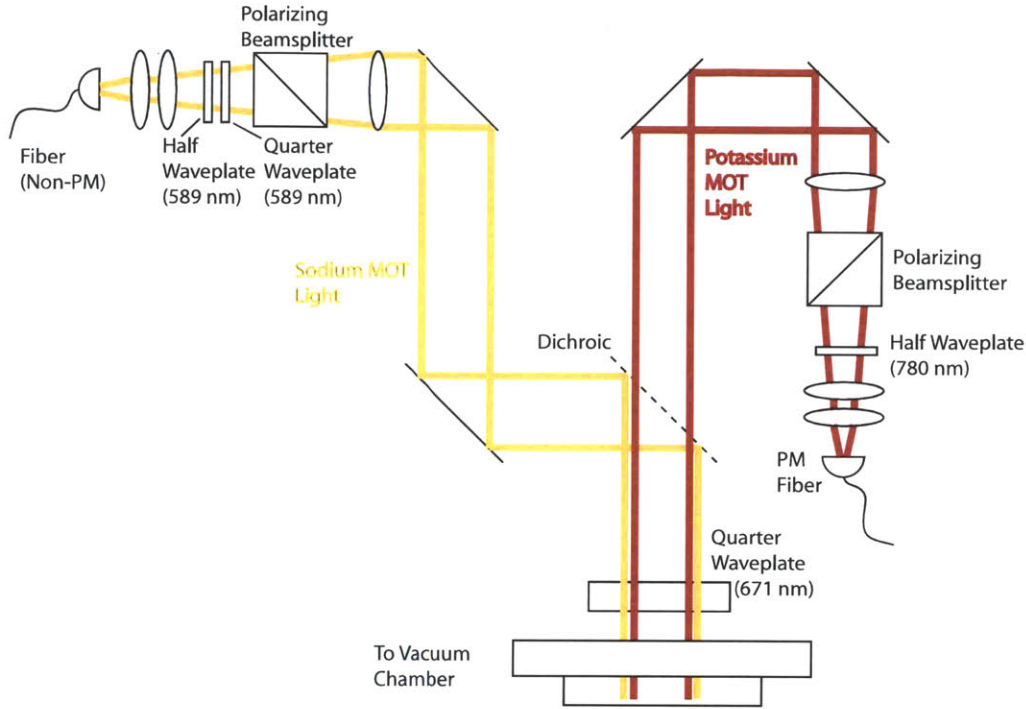 Polarizing
Beamsplitter
Fiber
(Non-PM)
Half
Waveplate
(589 nm)
Quarter
Waveplate
(589 nm)
Potassium
MOT
Light
Polarizing
Beamsplitter
Sodium MOT
Light
Dichroic
Half Waveplate
(780 nm)
PM
Fiber
Quarter
Waveplate
(671 nm)
To Vacuum
Chamber